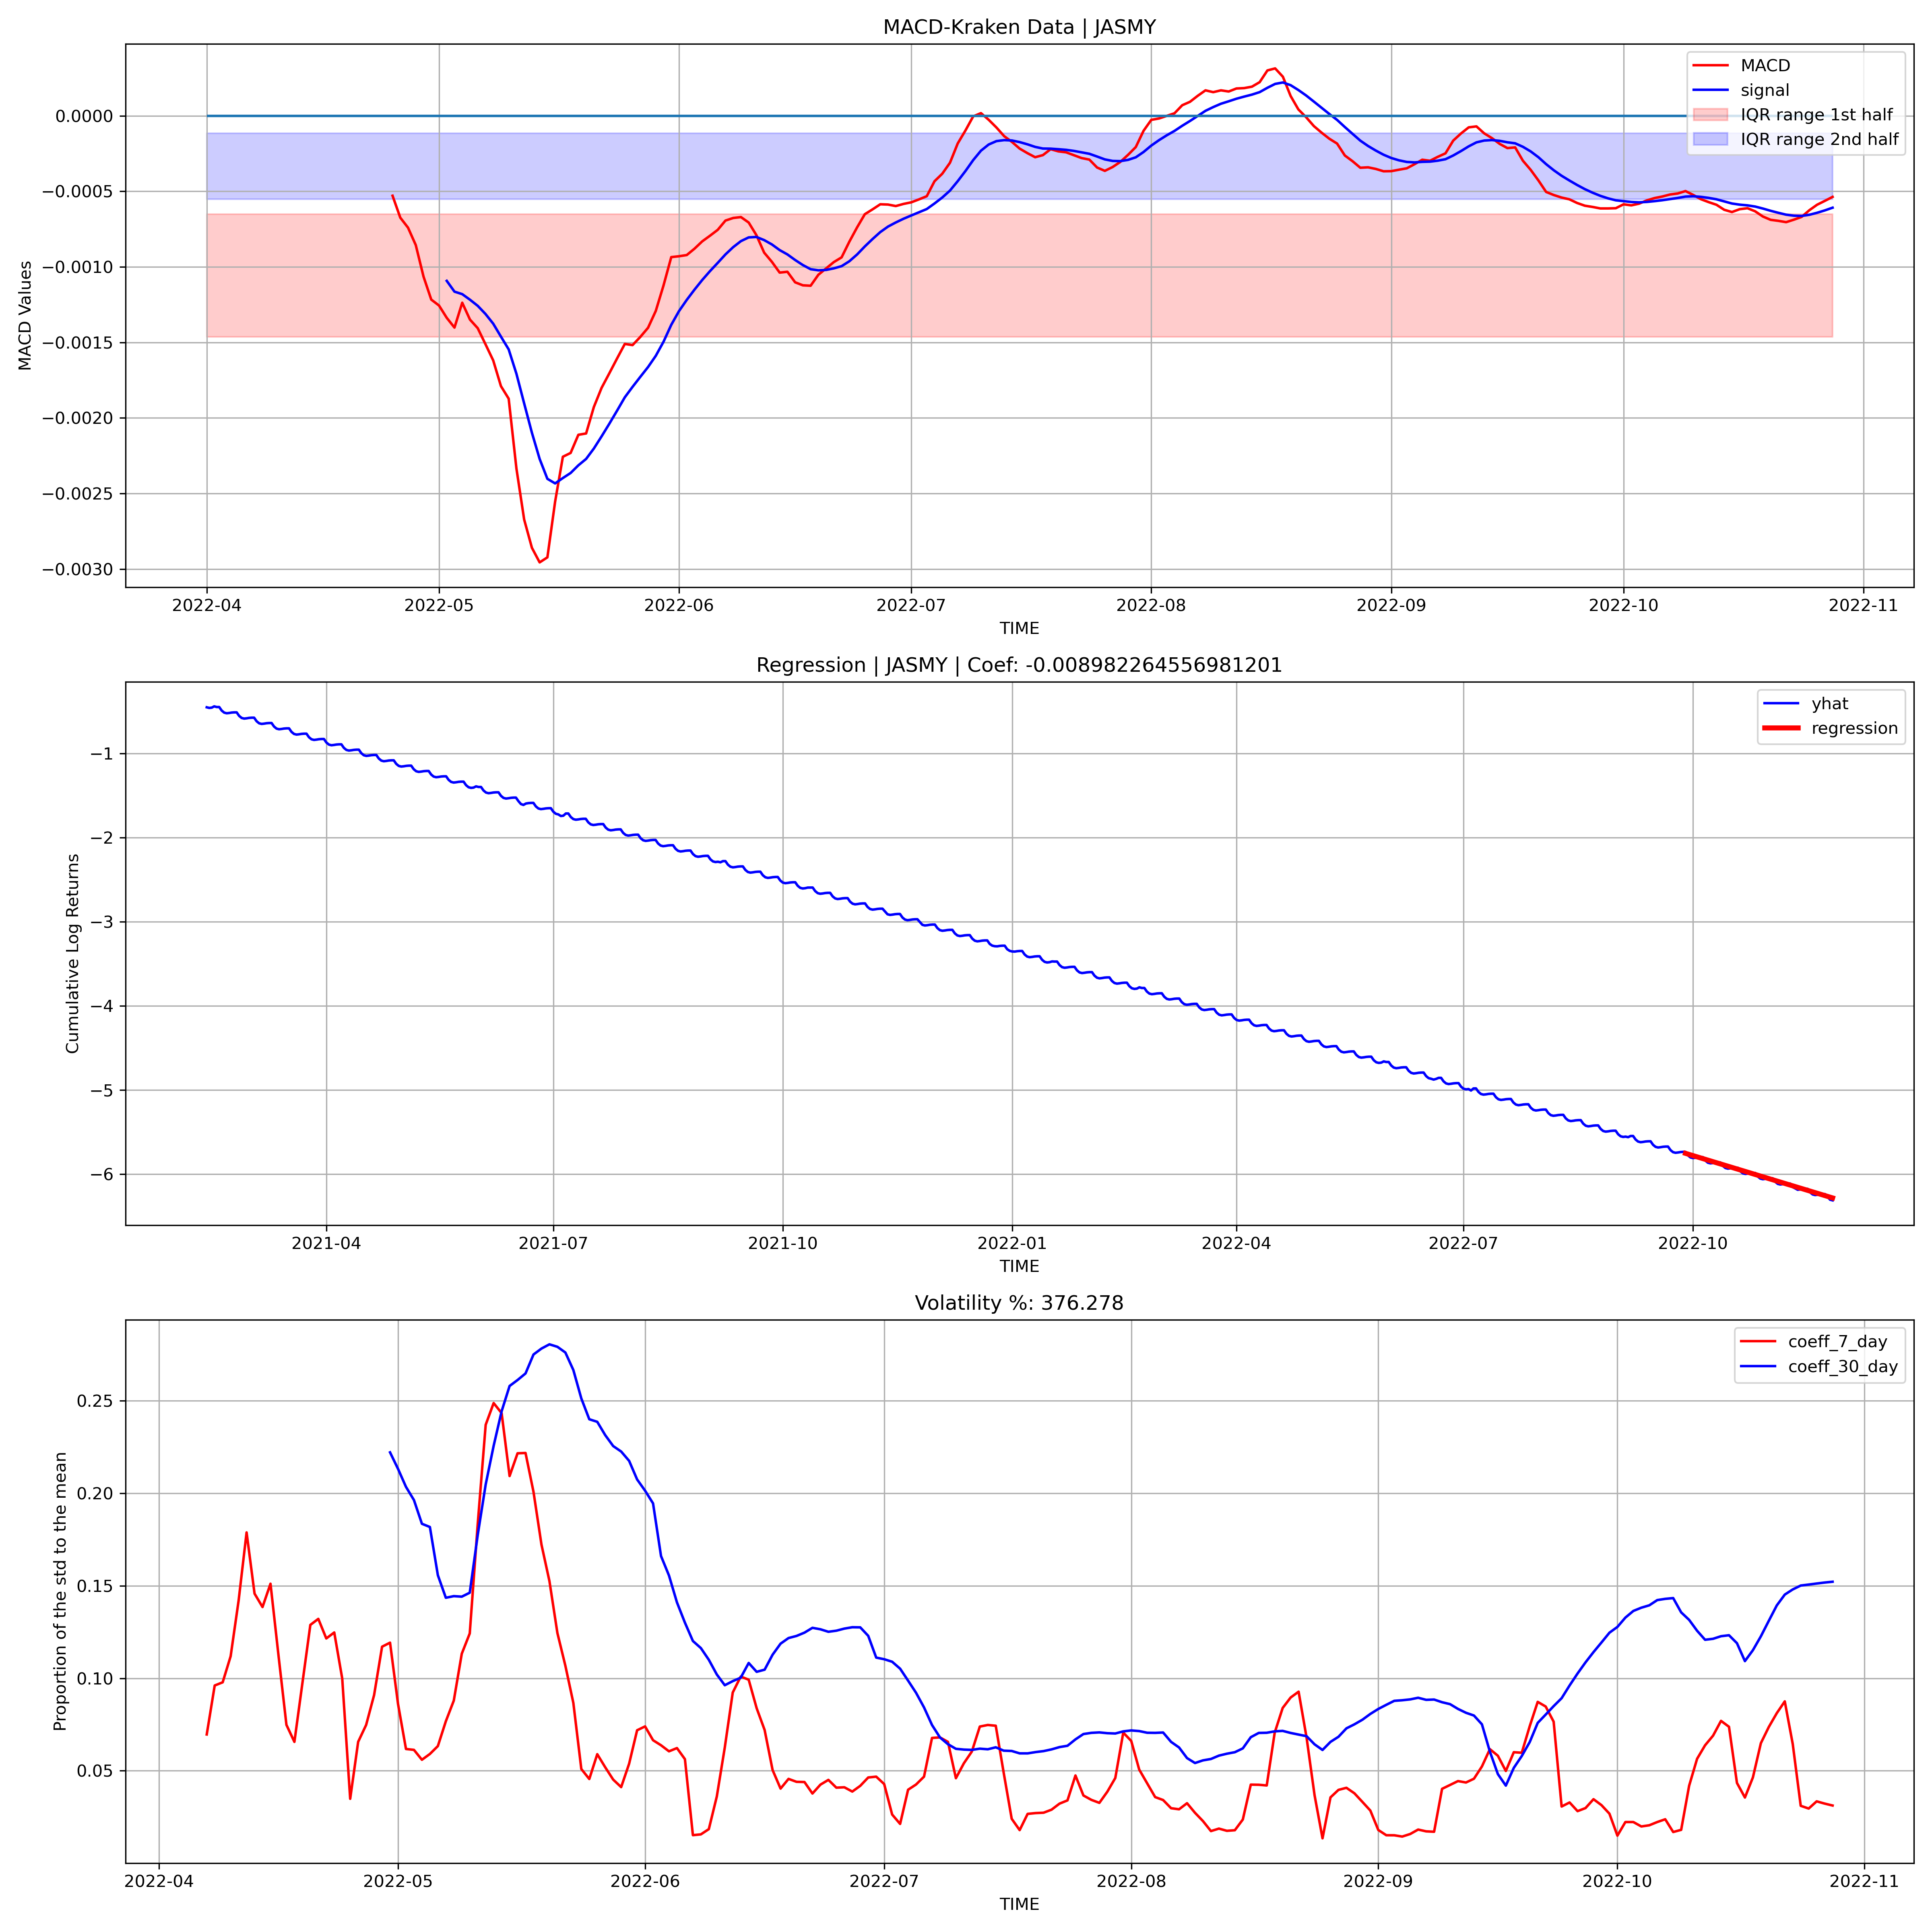 MACD-Kraken Data | JASMY
MACD
signal
IQR range 1st half
IQR range 2nd half
0.0000
−0.0005
−0.0010
−0.0015
−0.0020
−0.0025
−0.0030
MACD Values
2022-04 2022-05 2022-06 2022-07 2022-08 2022-09 2022-10 2022-11
TIME
Regression | JASMY | Coef: -0.008982264556981201
yhat
regression
−1
−2
−3
−4
−5
−6
Cumulative Log Returns
2021-04 2021-07 2021-10 2022-01 2022-04 2022-07 2022-10
TIME
Volatility %: 376.278
coeff_7_day
coeff_30_day
0.25
0.20
0.15
0.10
0.05
Proportion of the std to the mean
2022-04 2022-05 2022-06 2022-07 2022-08 2022-09 2022-10 2022-11
TIME